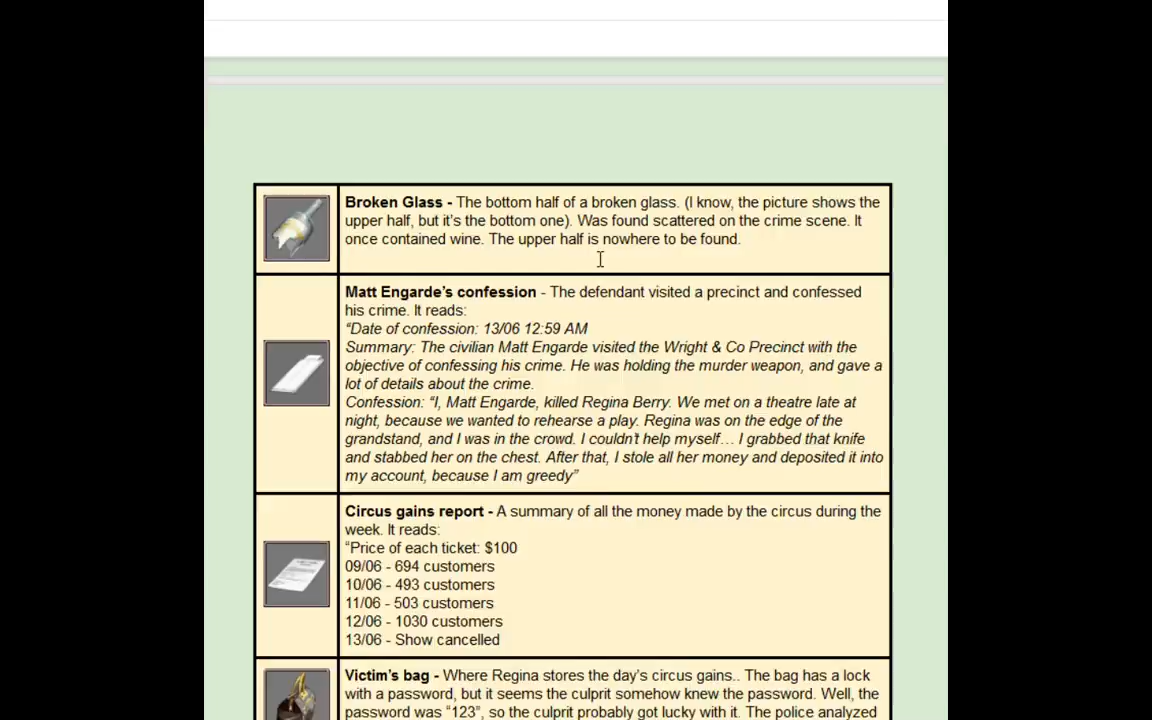 Broken Glass - The bottom half of a broken glass. (I know, the picture shows the
upper half, but it's the bottom one). Was found scattered on the crime scene. It
once contained wine. The upper half is nowhere to be found.
Matt Engarde's confession - The defendant visited a precinct and confessed
his crime. It reads:
"Date of confession: 13/06 12:59 AM
Summary: The civilian Matt Engarde visited the Wright & Co Precinct with the
objective of confessing his crime. He was holding the murder weapon, and gave a
lot of details about the crime.
Confession: "I, Matt Engarde, killed Regina Berry. We met on a theatre late at
night, because we wanted to rehearse a play. Regina was on the edge of the
grandstand, and I was in the crowd. I couldn't help myself... I grabbed that knife
and stabbed her on the chest. After that, I stole all her money and deposited it into
my account, because I am greedy"
Circus gains report - A summary of all the money made by the circus during the
week. It reads:
"Price of each ticket: $100
09/06 - 694 customers
10/06 - 493 customers
11/06 - 503 customers
12/06 - 1030 customers
13/06 - Show cancelled
Victim's bag - Where Regina stores the day's circus gains.. The bag has a lock
with a password, but it seems the culprit somehow knew the password. Well, the
password was "123", so the culprit probably got lucky with it. The police analyzed